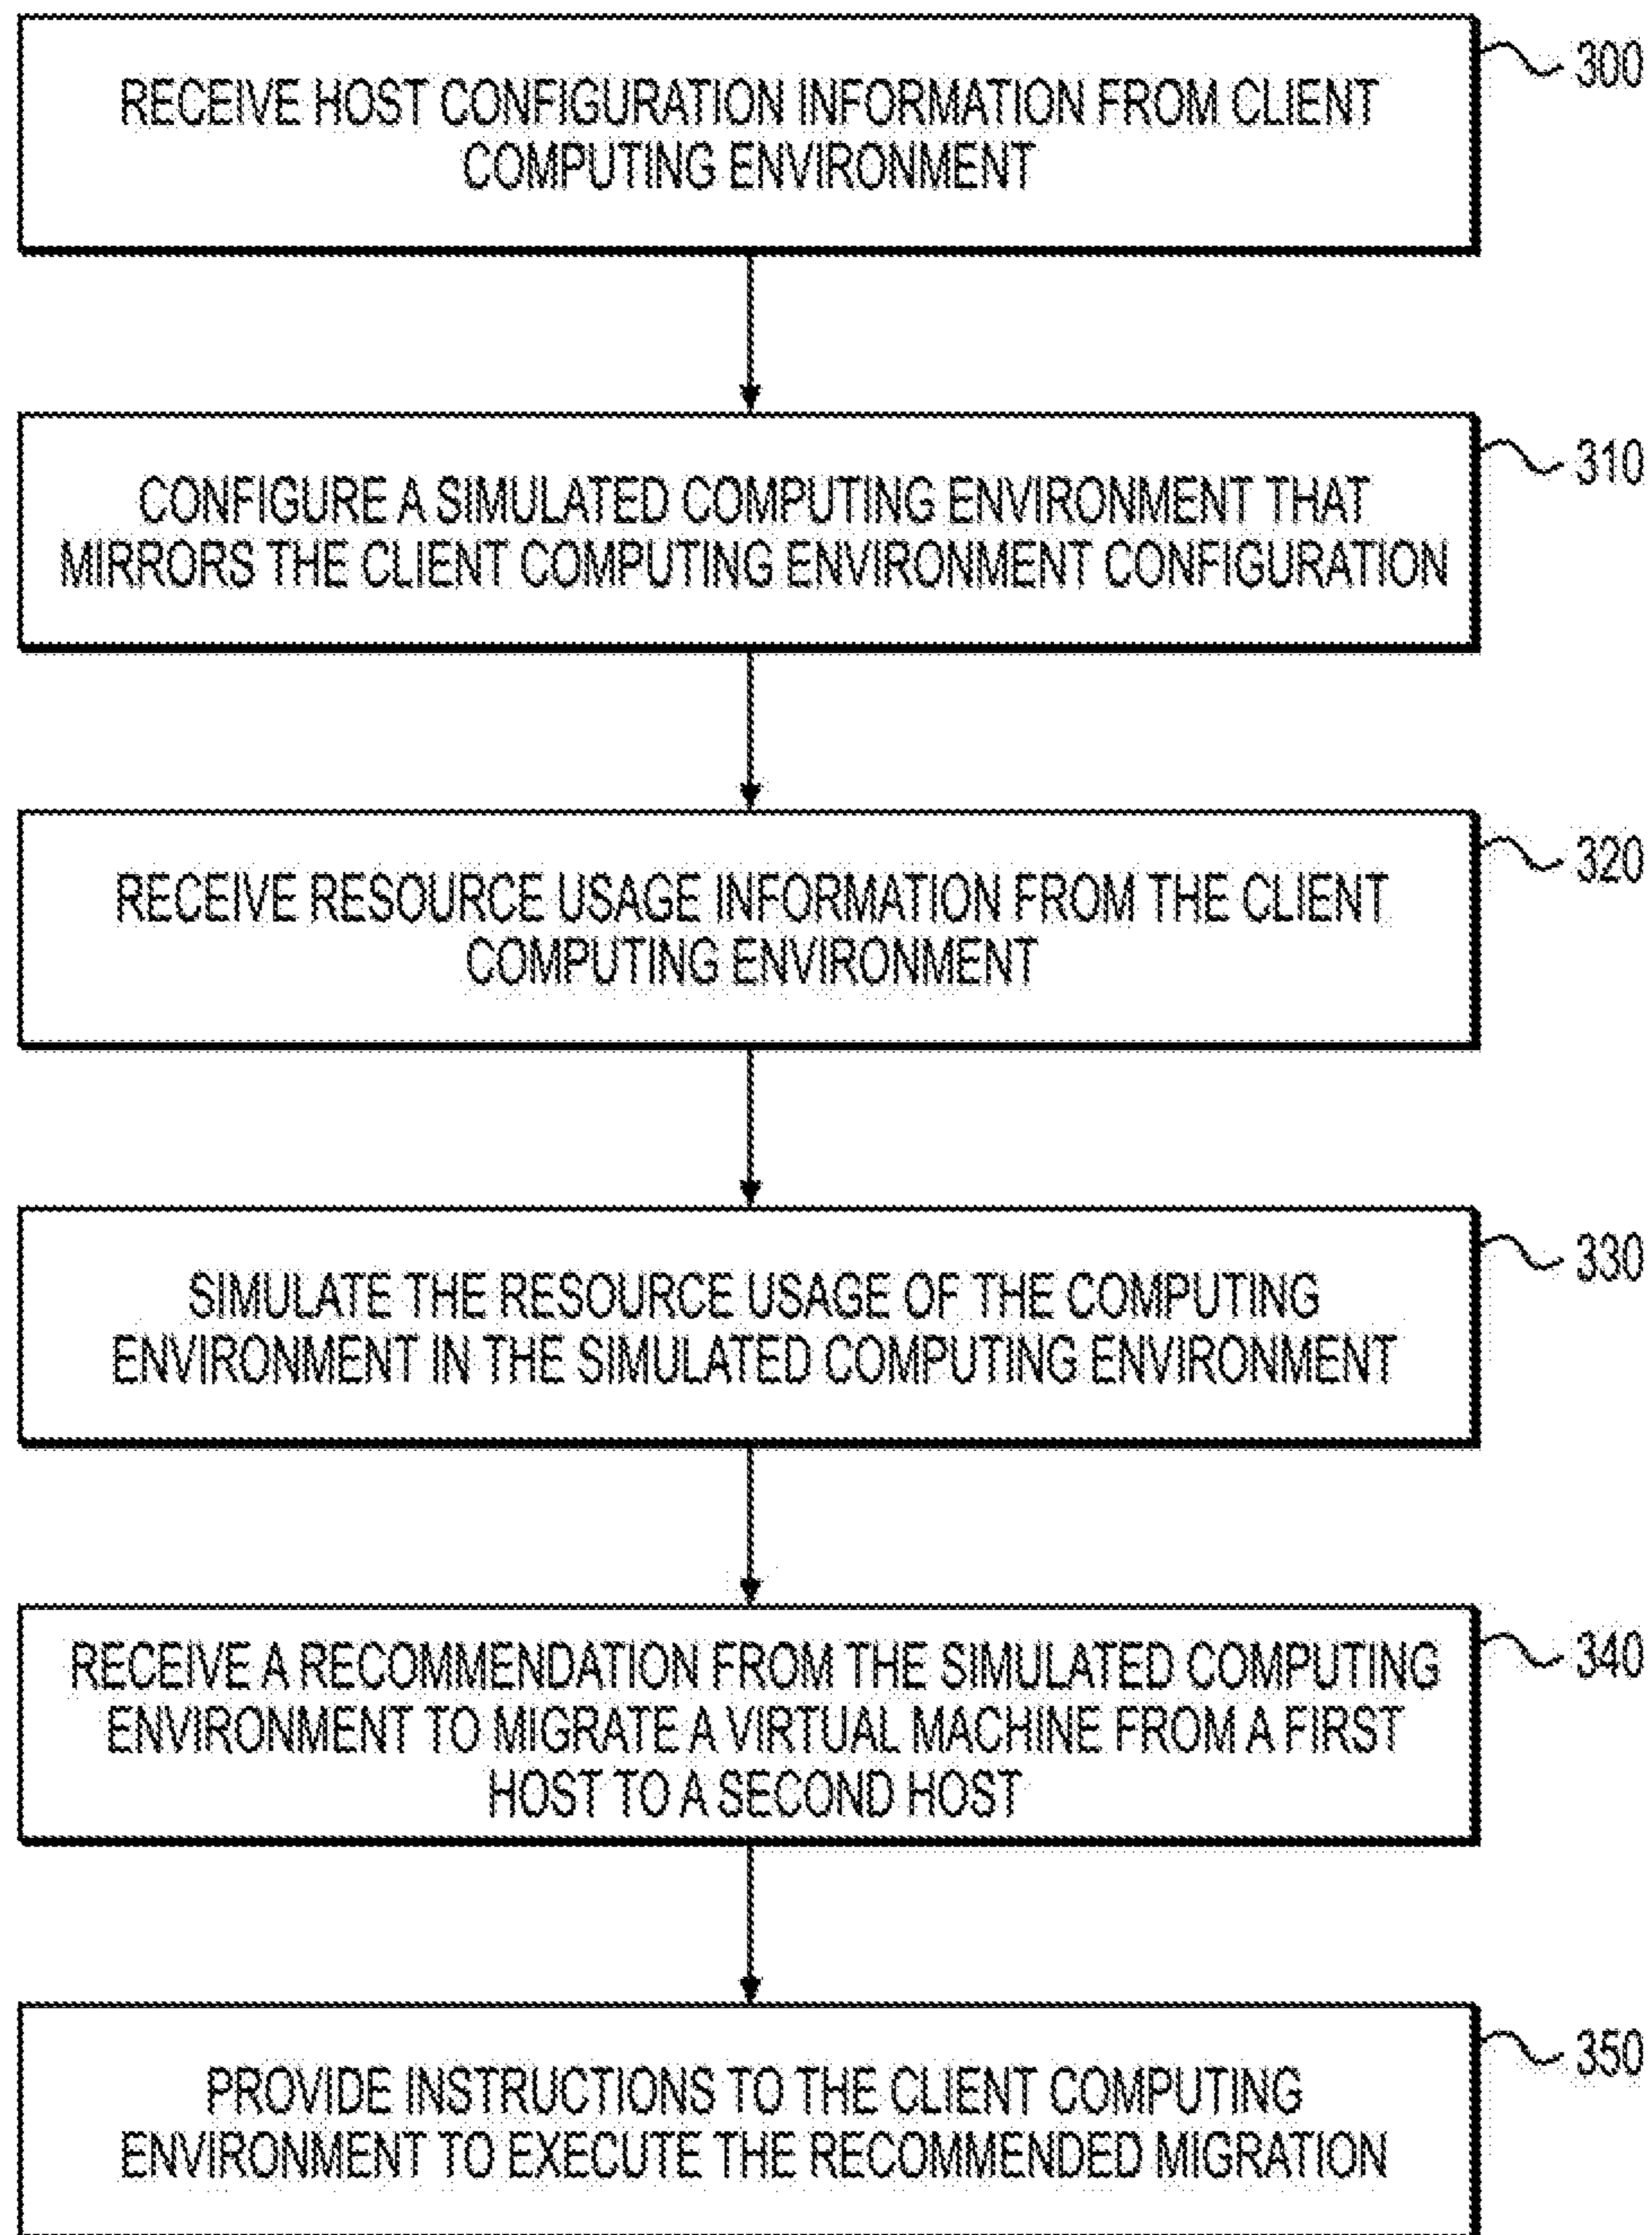 RECEIVE HOST CONFIGURATION INFORMATION FROM CLIENT
COMPUTING ENVIRONMENT
300
CONFIGURE A SIMULATED COMPUTING ENVIRONMENT THAT
MIRRORS THE CLIENT COMPUTING ENVIRONMENT CONFIGURATION
310
RECEIVE RESOURCE USAGE INFORMATION FROM THE CLIENT
COMPUTING ENVIRONMENT
320
SIMULATE THE RESOURCE USAGE OF THE COMPUTING
ENVIRONMENT IN THE SIMULATED COMPUTING ENVIRONMENT
330
RECEIVE A RECOMMENDATION FROM THE SIMULATED COMPUTING
ENVIRONMENT TO MIGRATE A VIRTUAL MACHINE FROM A FIRST
HOST TO A SECOND HOST
340
PROVIDE INSTRUCTIONS TO THE CLIENT COMPUTING
ENVIRONMENT TO EXECUTE THE RECOMMENDED MIGRATION
350